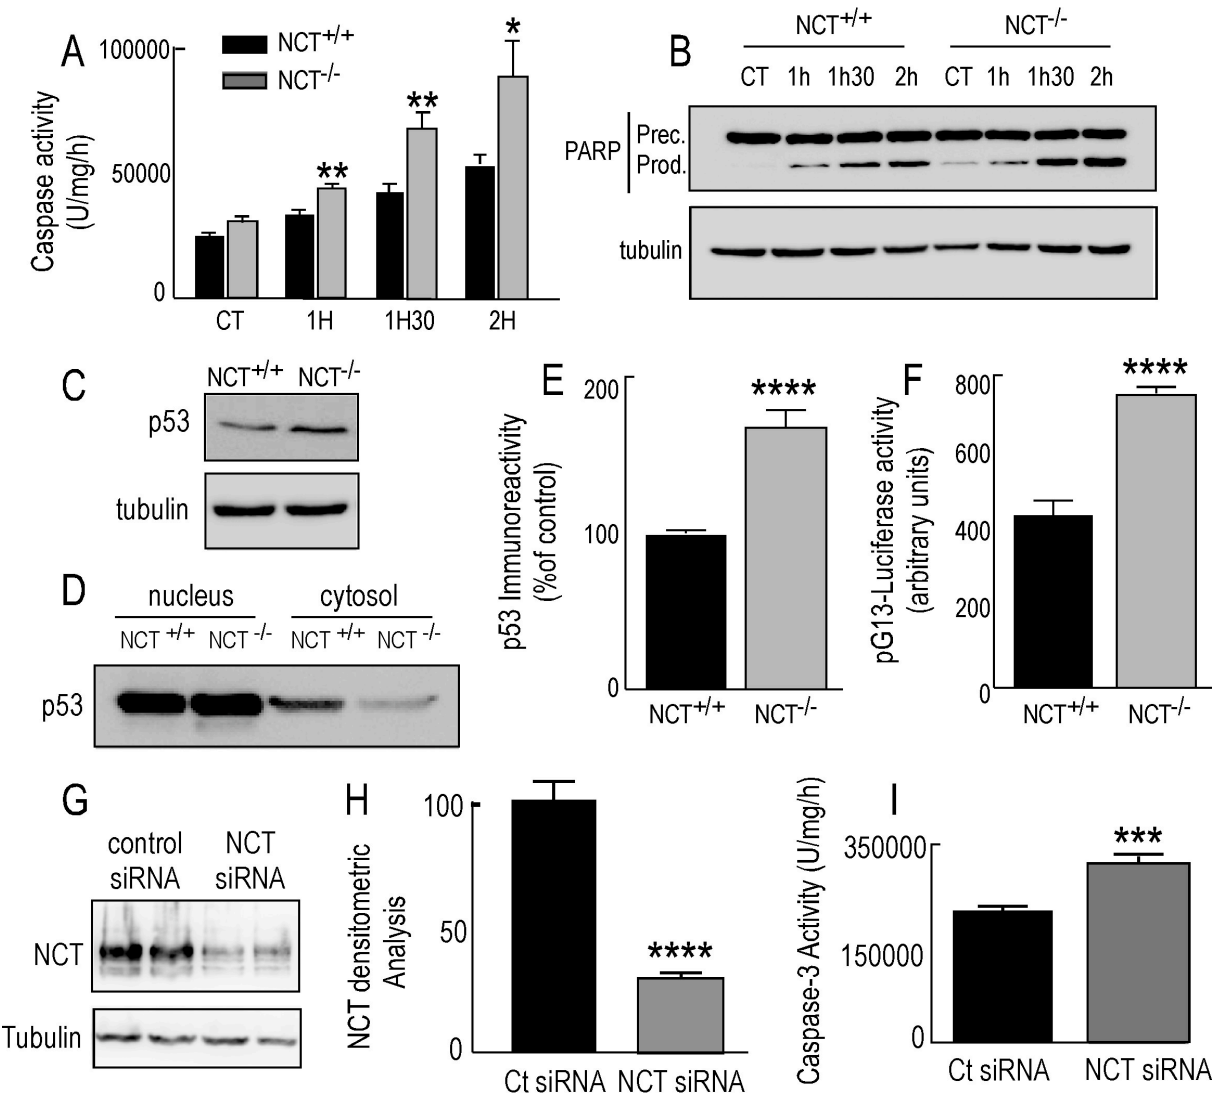 A
100000
NCT+/+
NCT-/-
50000
0
Caspase activity
(U/mg/h)
*
**
**
CT 1H 1H30 2H
B
NCT+/+ NCT-/-
CT 1h 1h30 2h CT 1h 1h30 2h
PARP
Prec.
Prod.
tubulin
C
NCT+/+ NCT-/-
p53
tubulin
D
nucleus cytosol
NCT +/+ NCT -/- NCT +/+ NCT -/-
p53
E
200
100
0
p53 Immunoreactivity
(%of control)
****
NCT+/+ NCT-/-
F
800
600
400
200
0
pG13-Luciferase activity
(arbitrary units)
****
NCT+/+ NCT-/-
G
control NCT
siRNA siRNA
NCT
Tubulin
H
100
50
0
NCT densitometric
Analysis
****
Ct siRNA NCT siRNA
I
350000
150000
0
Caspase-3 Activity (U/mg/h)
***
Ct siRNA NCT siRNA